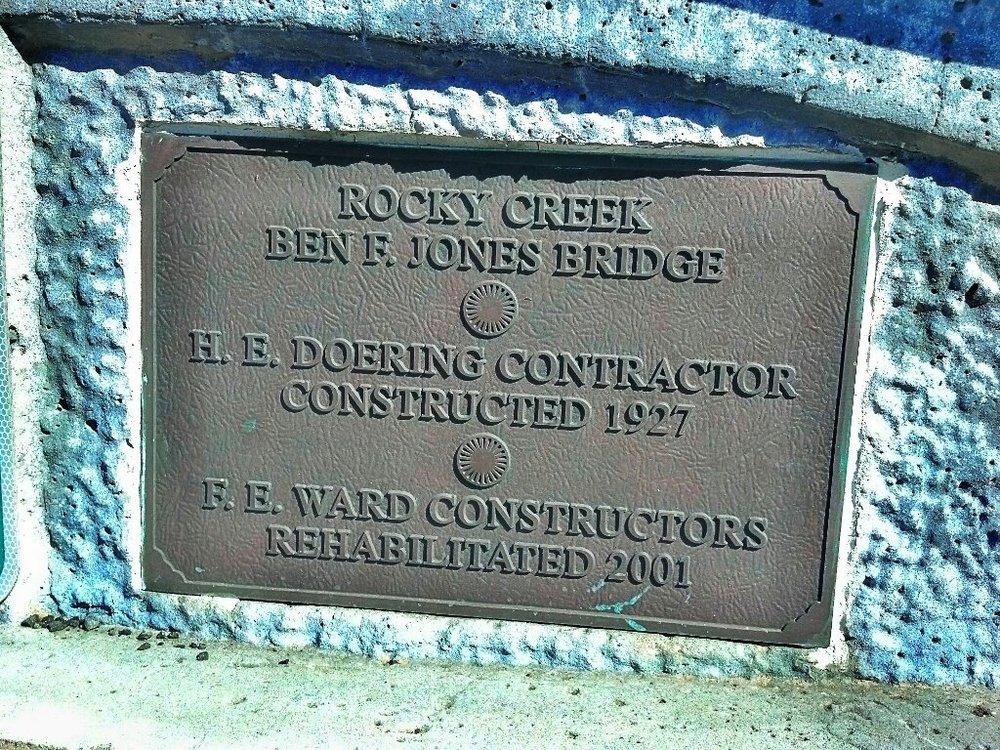 ROCKY CREEK
BEN F. JONES BRIDGE
H. E. DOERING CONTRACTOR
CONSTRUCTED 1927
F. E. WARD CONSTRUCTORS
REHABILITATED 2001